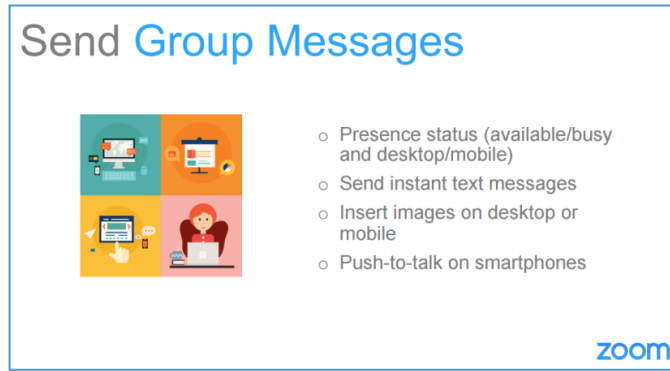 Send Group Messages
○ Presence status (available/busy
and desktop/mobile)
○ Send instant text messages
○ Insert images on desktop or
mobile
○ Push-to-talk on smartphones
zoom